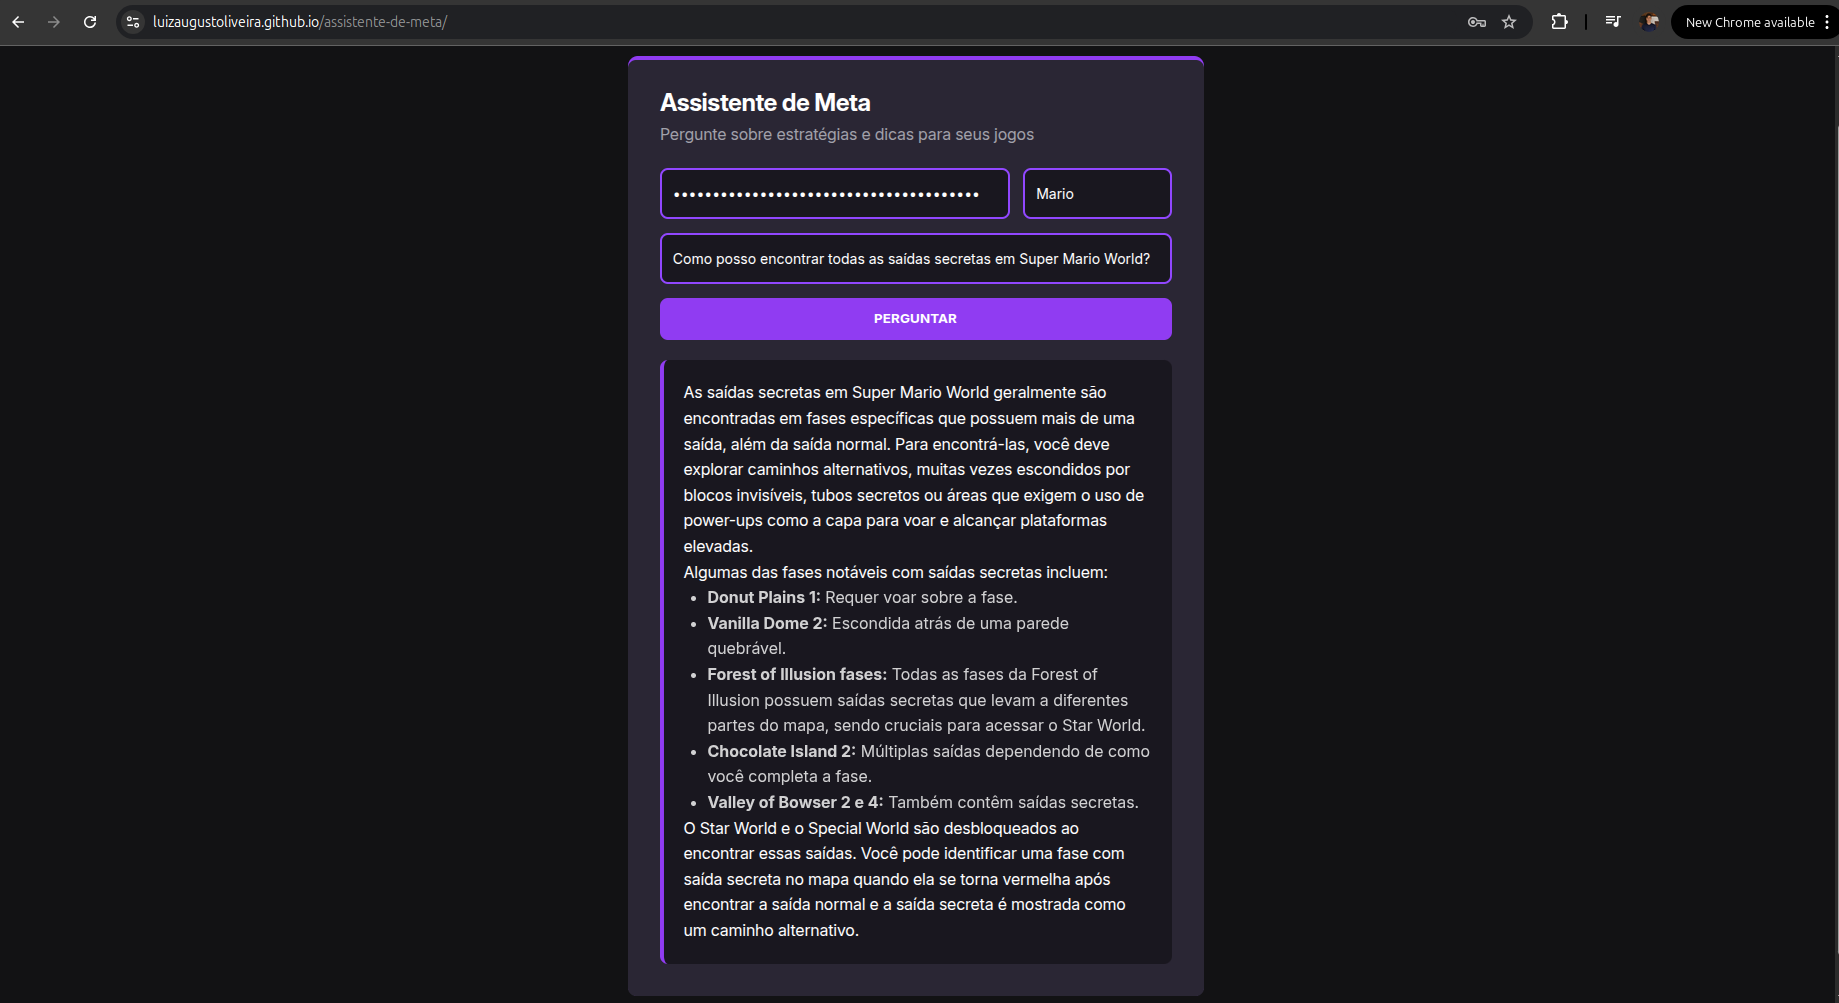 luizaugustoliveira.github.io/assistente-de-meta/
New Chrome available
Assistente de Meta
Pergunte sobre estratégias e dicas para seus jogos
•••••••••••••••••••••••••••••••••••••••
Mario
Como posso encontrar todas as saídas secretas em Super Mario World?
PERGUNTAR
As saídas secretas em Super Mario World geralmente são
encontradas em fases específicas que possuem mais de uma
saída, além da saída normal. Para encontrá-las, você deve
explorar caminhos alternativos, muitas vezes escondidos por
blocos invisíveis, tubos secretos ou áreas que exigem o uso de
power-ups como a capa para voar e alcançar plataformas
elevadas.
Algumas das fases notáveis com saídas secretas incluem:
• Donut Plains 1: Requer voar sobre a fase.
• Vanilla Dome 2: Escondida atrás de uma parede
quebrável.
• Forest of Illusion fases: Todas as fases da Forest of
Illusion possuem saídas secretas que levam a diferentes
partes do mapa, sendo cruciais para acessar o Star World.
• Chocolate Island 2: Múltiplas saídas dependendo de como
você completa a fase.
• Valley of Bowser 2 e 4: Também contêm saídas secretas.
O Star World e o Special World são desbloqueados ao
encontrar essas saídas. Você pode identificar uma fase com
saída secreta no mapa quando ela se torna vermelha após
encontrar a saída normal e a saída secreta é mostrada como
um caminho alternativo.